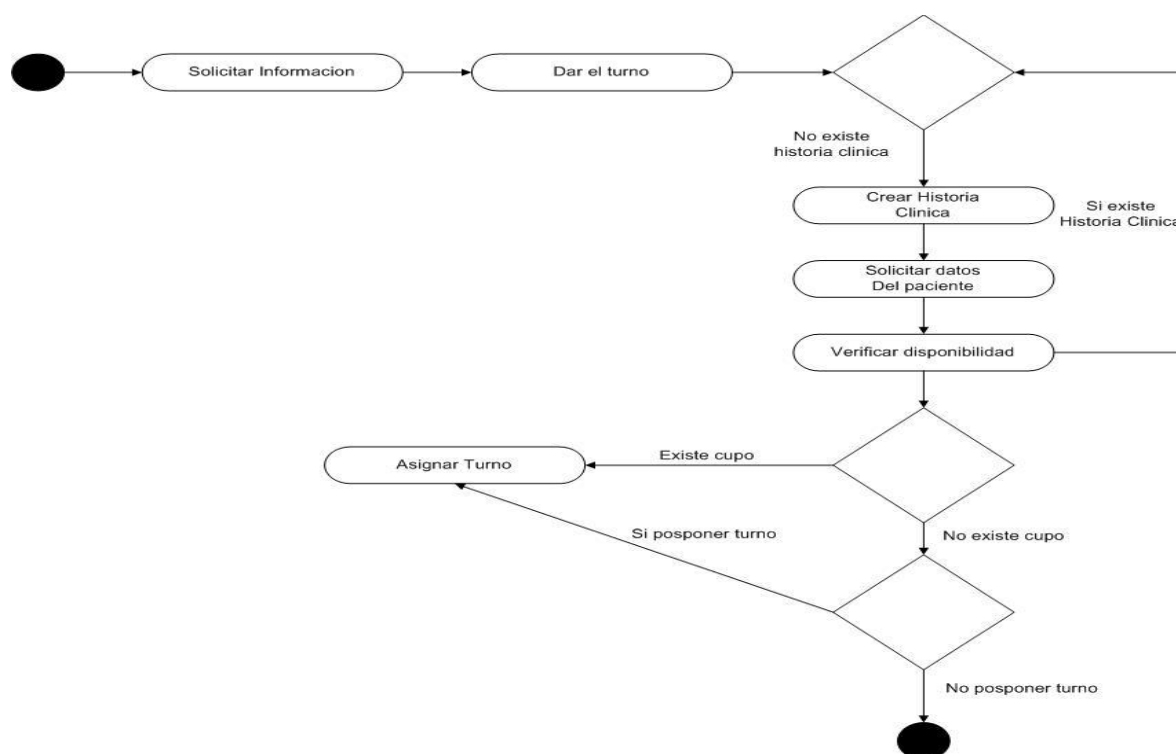 Solicitar Informacion
Dar el turno
No existe
historia clinica
Crear Historia
Clinica
Si existe
Historia Clinica
Solicitar datos
Del paciente
Verificar disponibilidad
Existe cupo
Asignar Turno
Si posponer turno
No existe cupo
No posponer turno